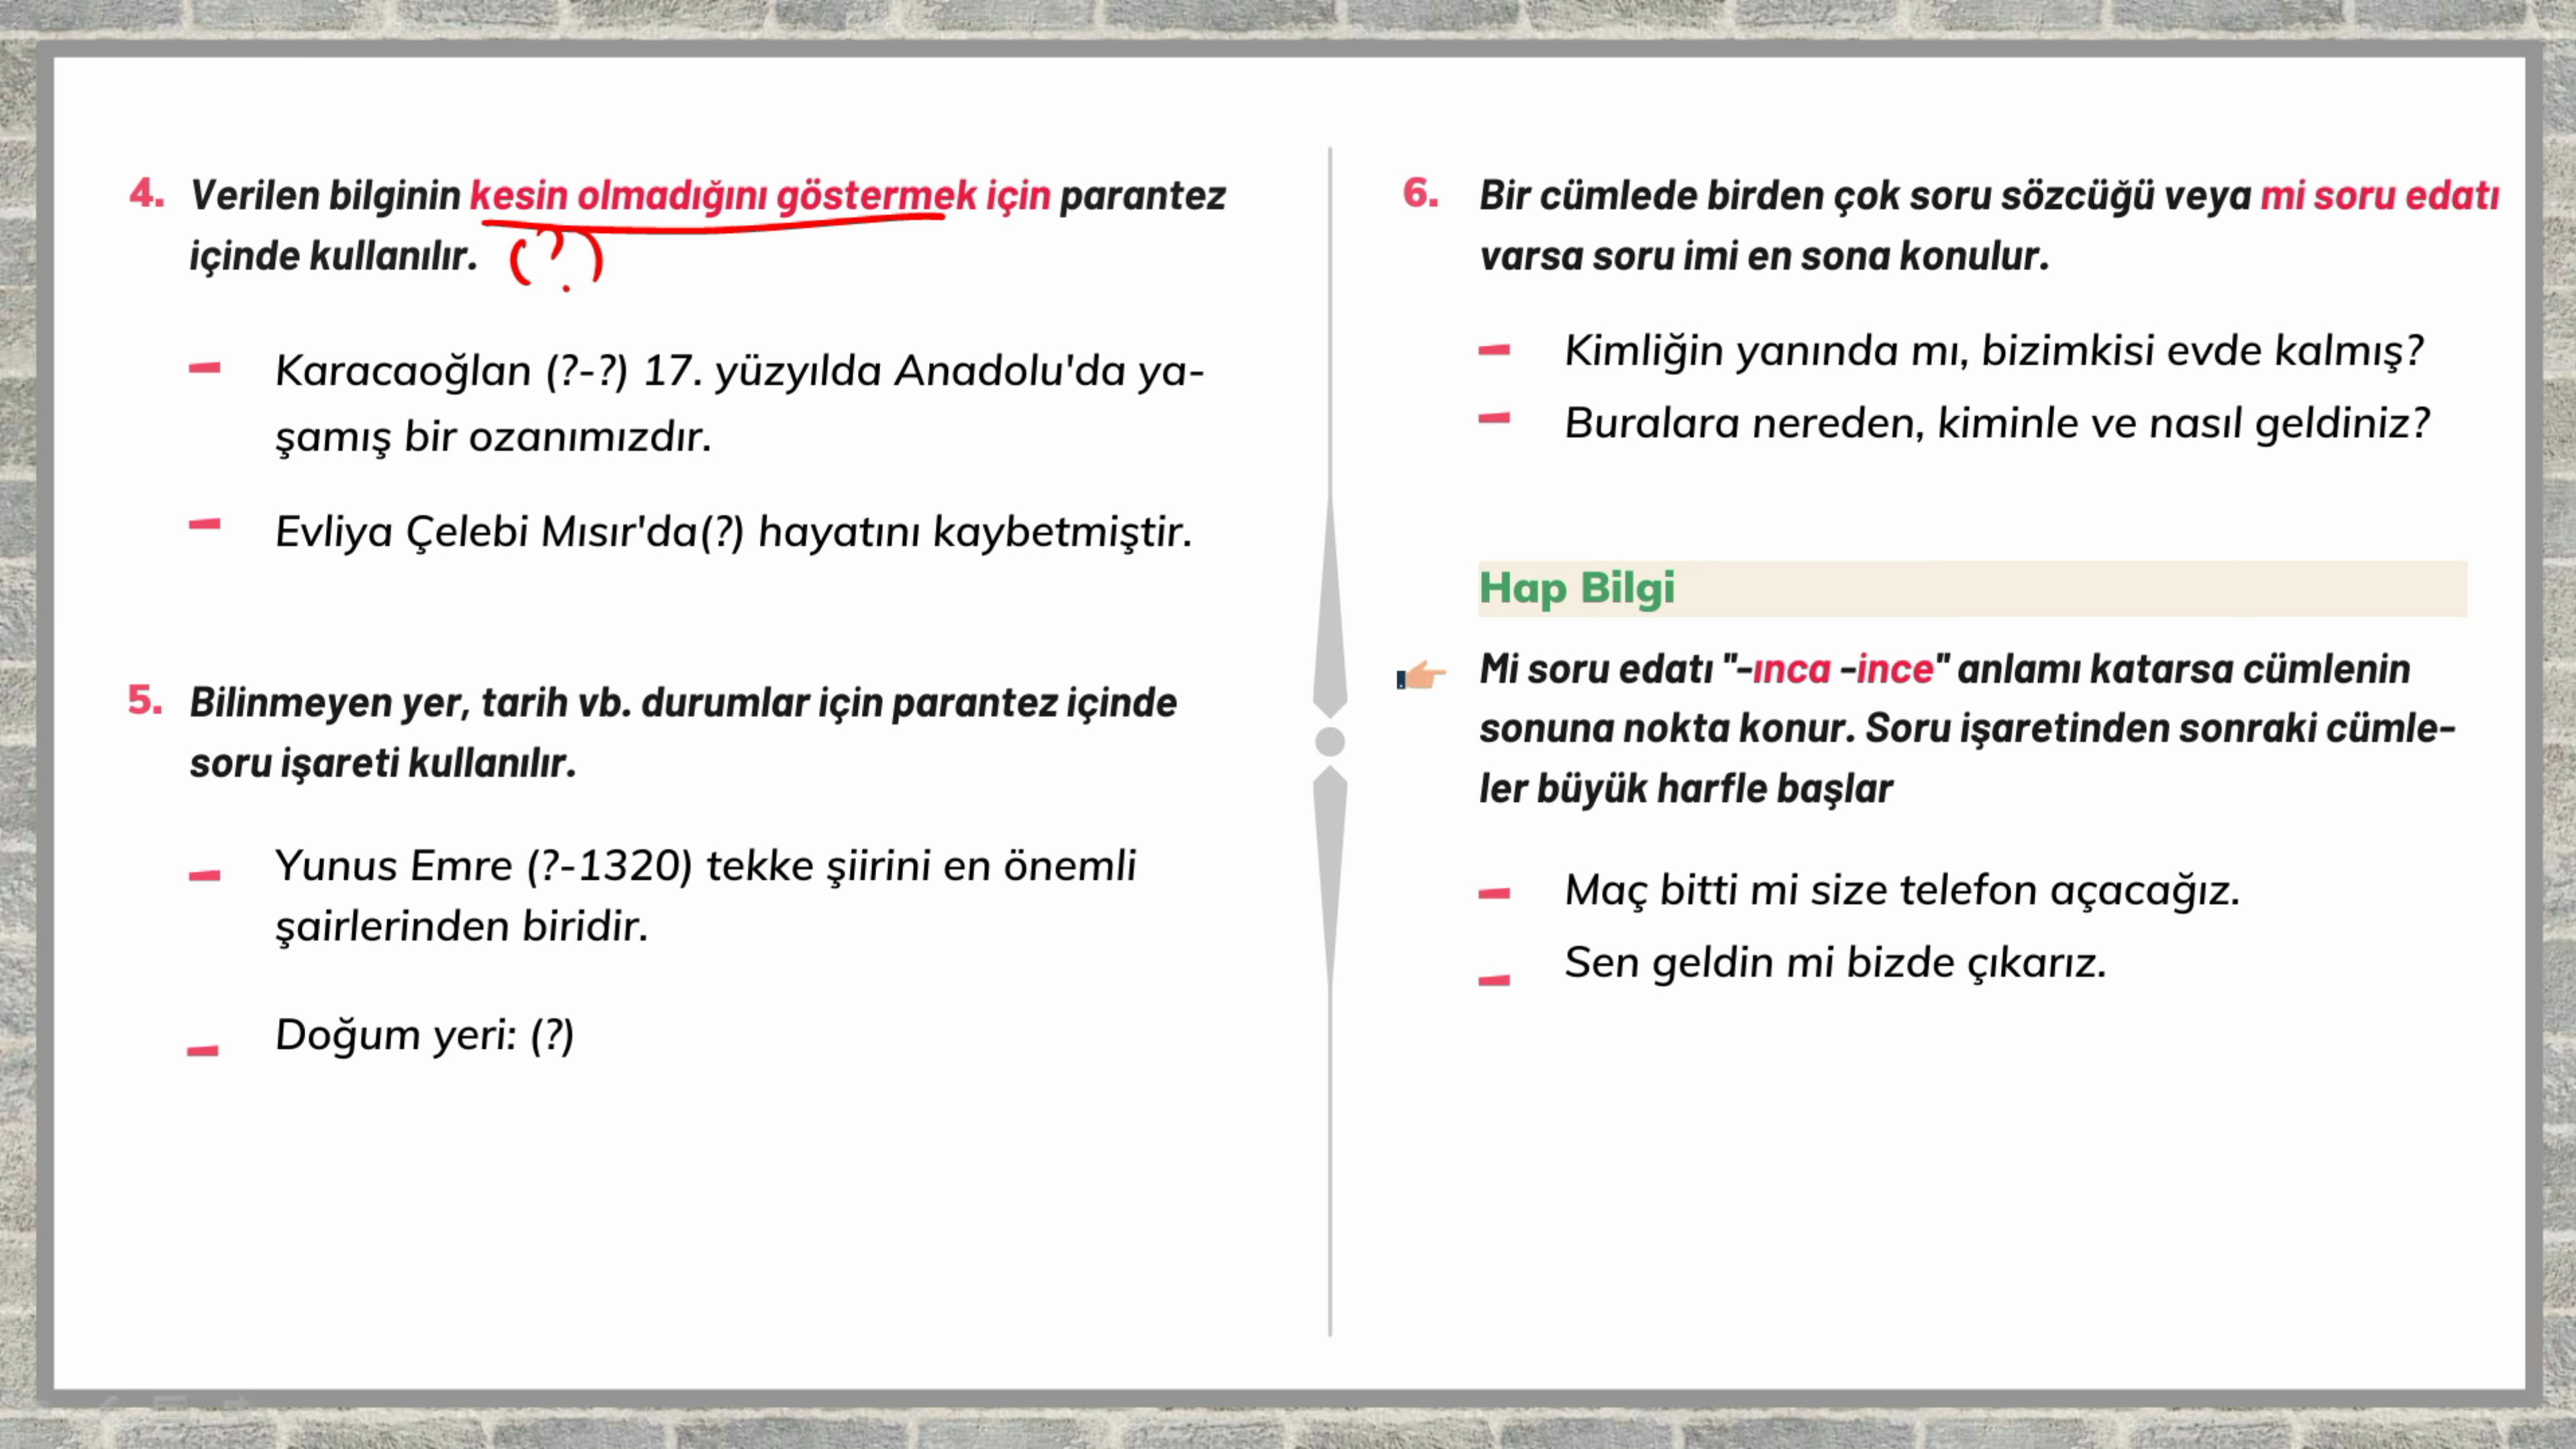 4. Verilen bilginin kesin olmadığını göstermek için parantez
içinde kullanılır. (?)
- Karacaoğlan (?-?) 17. yüzyılda Anadolu'da ya-
şamış bir ozanımızdır.
- Evliya Çelebi Mısır'da(?) hayatını kaybetmiştir.
5. Bilinmeyen yer, tarih vb. durumlar için parantez içinde
soru işareti kullanılır.
- Yunus Emre (?-1320) tekke şiirini en önemli
şairlerinden biridir.
- Doğum yeri: (?)
6. Bir cümlede birden çok soru sözcüğü veya mi soru edatı
varsa soru imi en sona konulur.
- Kimliğin yanında mı, bizimkisi evde kalmış?
- Buralara nereden, kiminle ve nasıl geldiniz?
Hap Bilgi
Mi soru edatı "-ınca -ince" anlamı katarsa cümlenin
sonuna nokta konur. Soru işaretinden sonraki cümle-
ler büyük harfle başlar
- Maç bitti mi size telefon açacağız.
- Sen geldin mi bizde çıkarız.